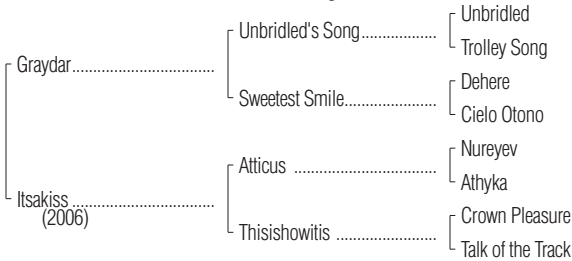 Unbridled
Unbridled's Song..................
Trolley Song
Graydar................................
Dehere
Sweetest Smile.....................
Cielo Otono
Nureyev
Atticus ................................
Athyka
Itsakiss ................................
(2006)
Crown Pleasure
Thisishowitis .......................
Talk of the Track